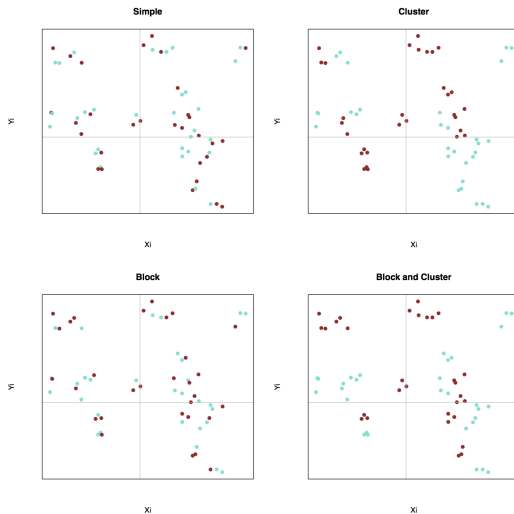 Simple
Yi
Xi
Cluster
Yi
Xi
Block
Yi
Xi
Block and Cluster
Yi
Xi